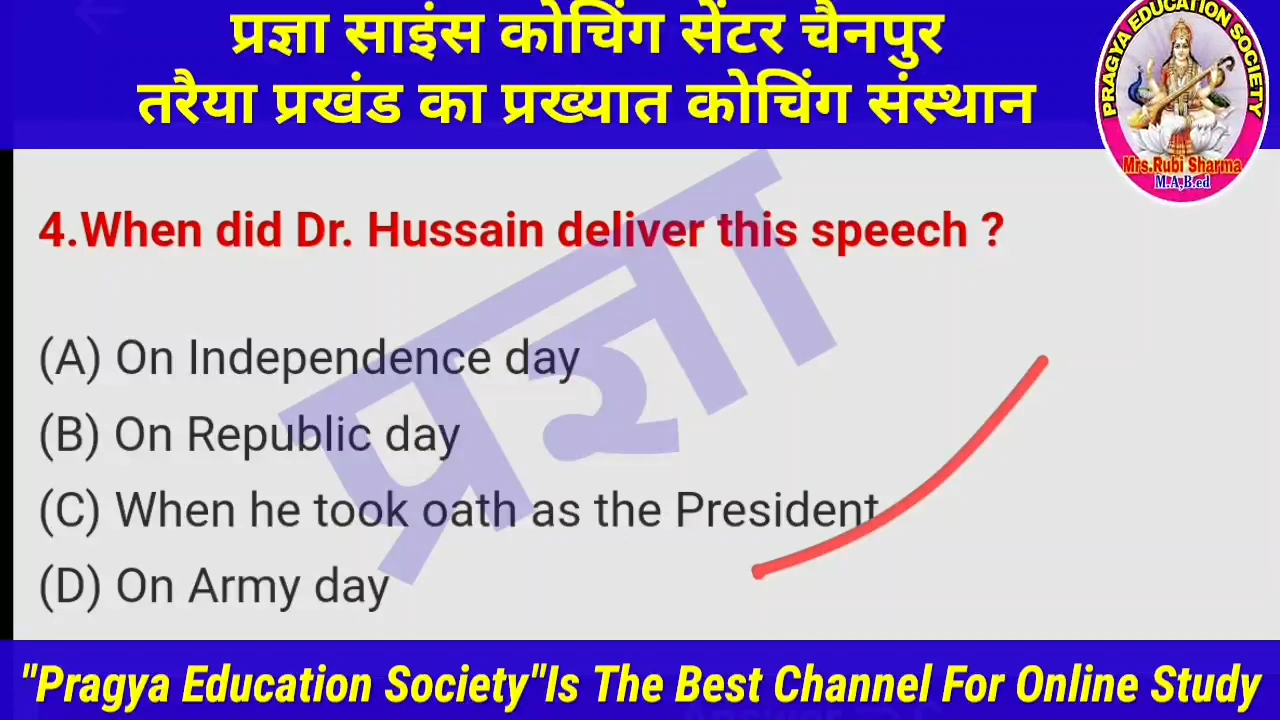 प्रज्ञा साइंस कोचिंग सेंटर चैनपुर
तरैया प्रखंड का प्रख्यात कोचिंग संस्थान
PRAGYA EDUCATION SOCIETY
Mrs.Rubi Sharma
M.A,B.ed
4.When did Dr. Hussain deliver this speech ?
(A) On Independence day
(B) On Republic day
(C) When he took oath as the President
(D) On Army day
प्रज्ञा
"Pragya Education Society"Is The Best Channel For Online Study